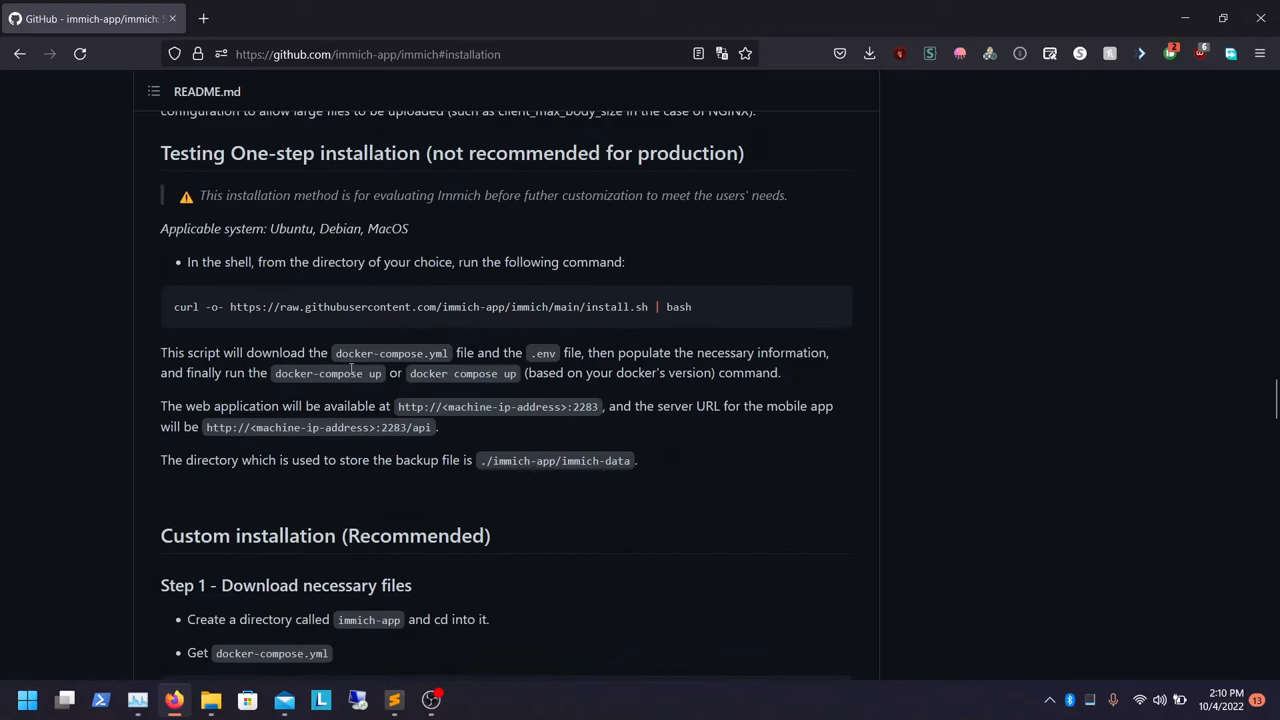 GitHub - immich-app/immich:
https://github.com/immich-app/immich#installation
2
6
README.md
configuration to allow large files to be uploaded (such as client_max_body_size in the case of NGINX).
Testing One-step installation (not recommended for production)
⚠ This installation method is for evaluating Immich before futher customization to meet the users' needs.
Applicable system: Ubuntu, Debian, MacOS
• In the shell, from the directory of your choice, run the following command:
curl -o- https://raw.githubusercontent.com/immich-app/immich/main/install.sh | bash
This script will download the docker-compose.yml file and the .env file, then populate the necessary information,
and finally run the docker-compose up or docker compose up (based on your docker's version) command.
The web application will be available at http://<machine-ip-address>:2283, and the server URL for the mobile app
will be http://<machine-ip-address>:2283/api.
The directory which is used to store the backup file is ./immich-app/immich-data.
Custom installation (Recommended)
Step 1 - Download necessary files
• Create a directory called immich-app and cd into it.
• Get docker-compose.yml
2:10 PM
10/4/2022
13